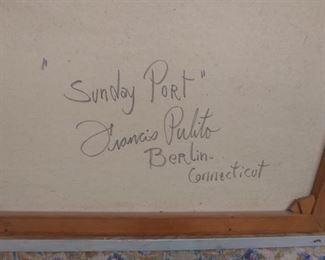 "Sunday Port"
Francis Pulito
Berlin-
Connecticut